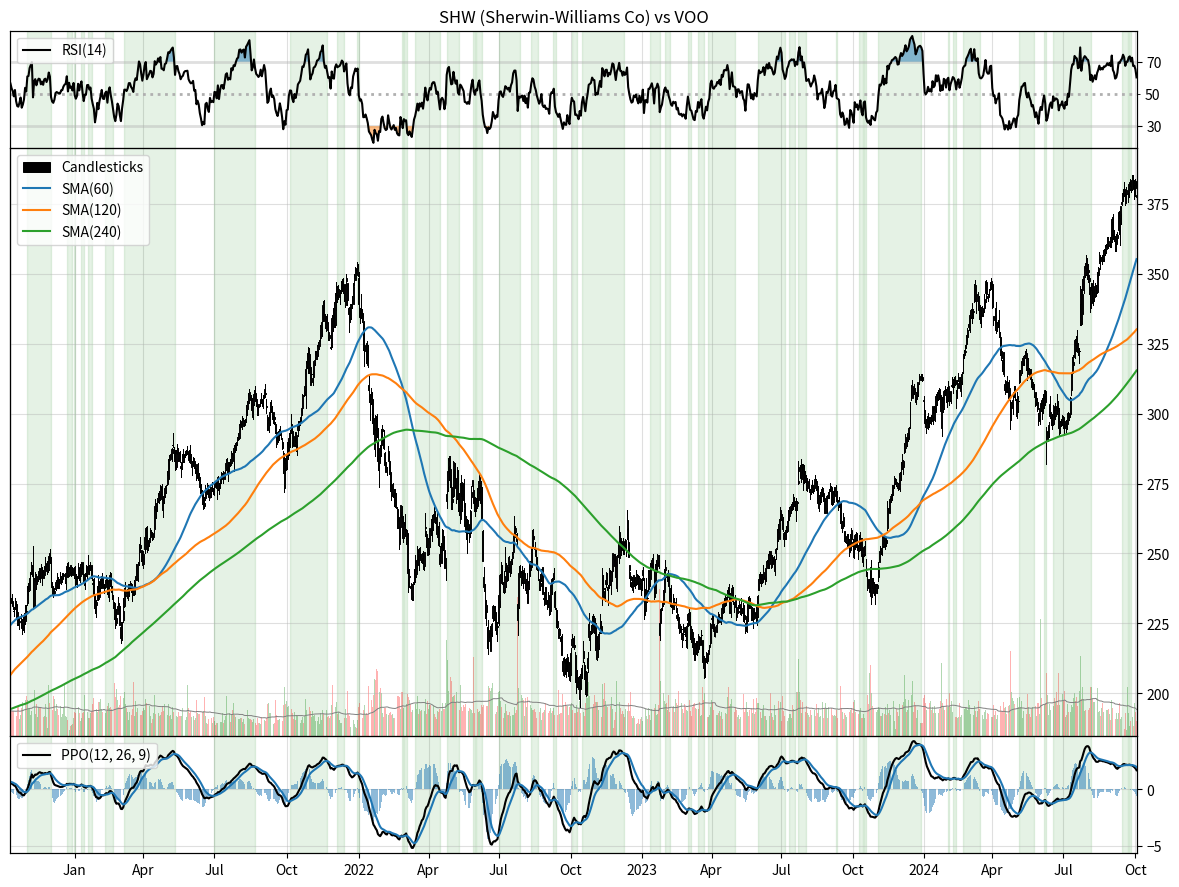 SHW (Sherwin-Williams Co) vs VOO
RSI(14)
70
50
30
Candlesticks
SMA(60)
SMA(120)
SMA(240)
375
350
325
300
275
250
225
200
PPO(12, 26, 9)
0
−5
Jan Apr Jul Oct 2022 Apr Jul Oct 2023 Apr Jul Oct 2024 Apr Jul Oct